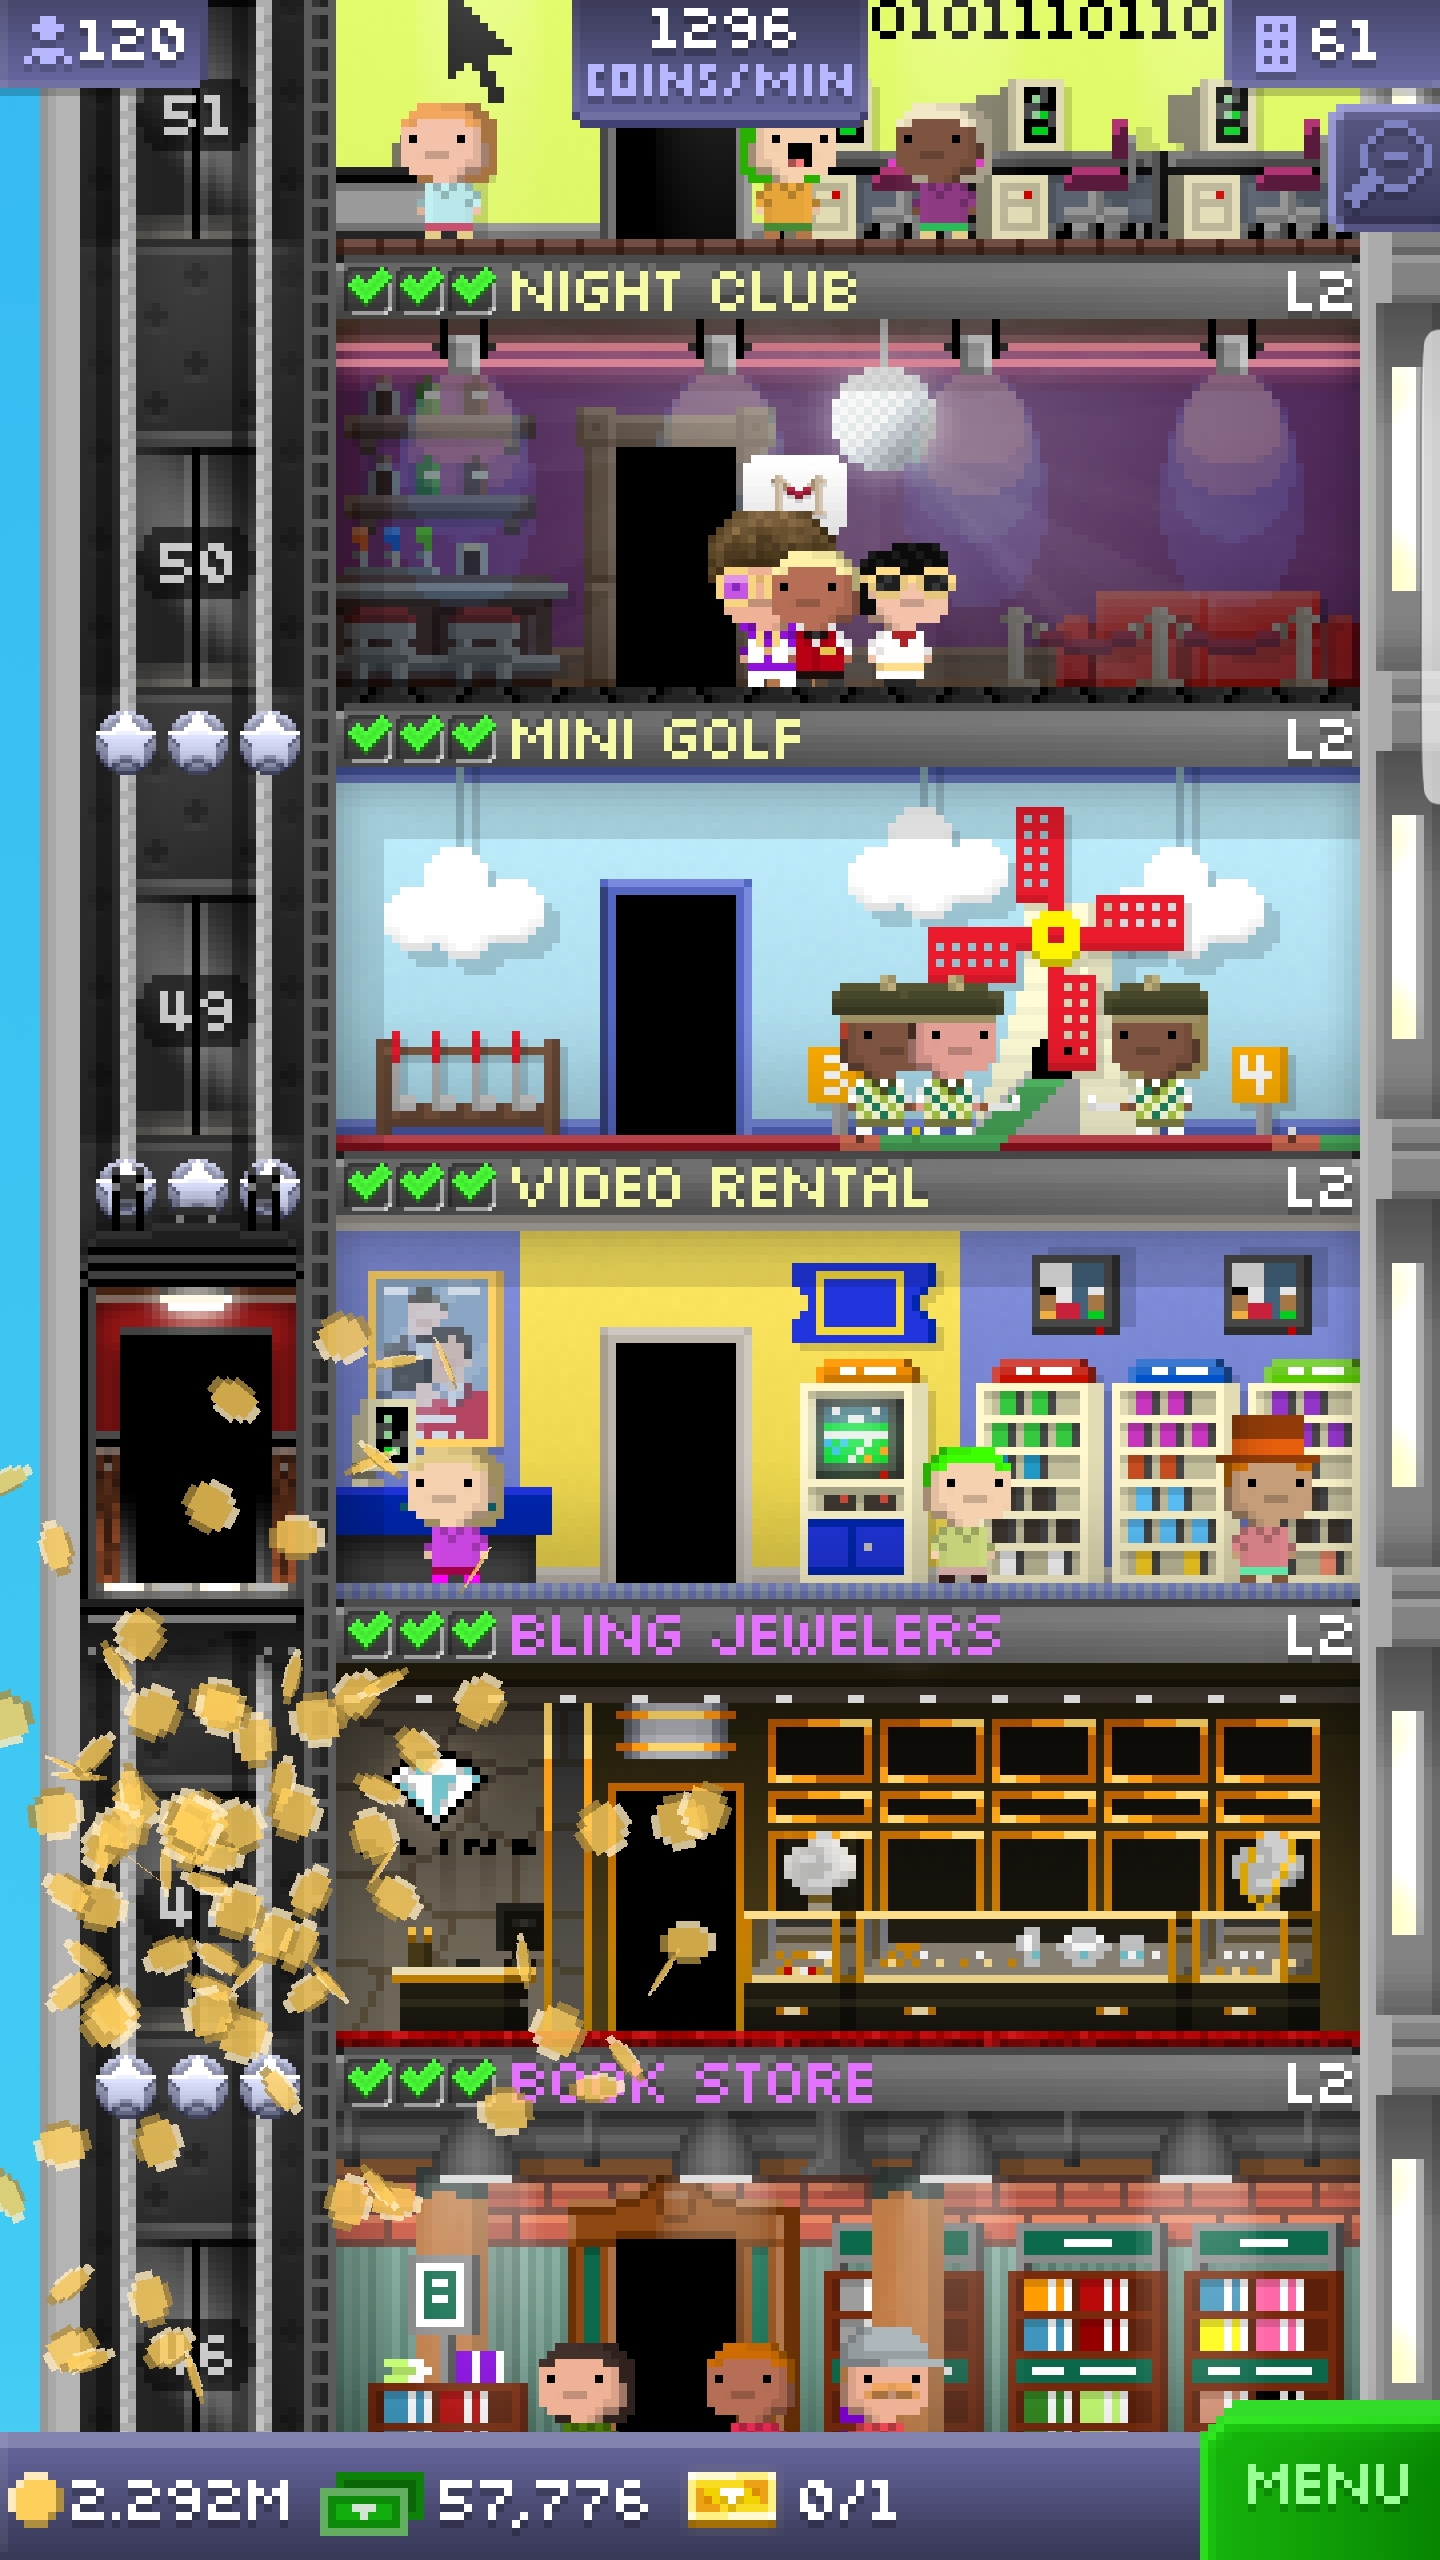 120
1296
COINS/MIN
0101110110
61
51
NIGHT CLUB L2
50
MINI GOLF L2
49
3
4
VIDEO RENTAL L2
BLING JEWELERS L2
BOOK STORE L2
2.292M 57,776 0/1
MENU